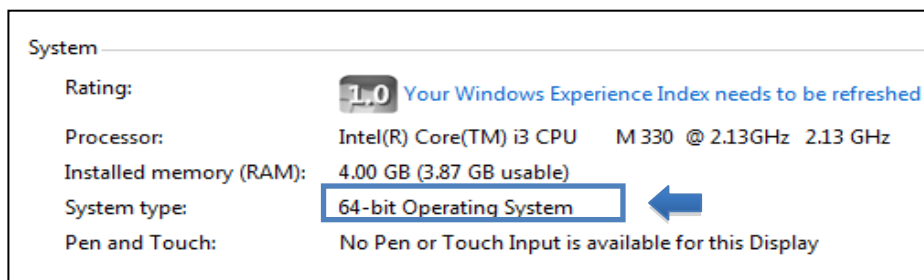 System
Rating: 1.0 Your Windows Experience Index needs to be refreshed
Processor: Intel(R) Core(TM) i3 CPU M 330 @ 2.13GHz 2.13 GHz
Installed memory (RAM): 4.00 GB (3.87 GB usable)
System type: 64-bit Operating System
Pen and Touch: No Pen or Touch Input is available for this Display